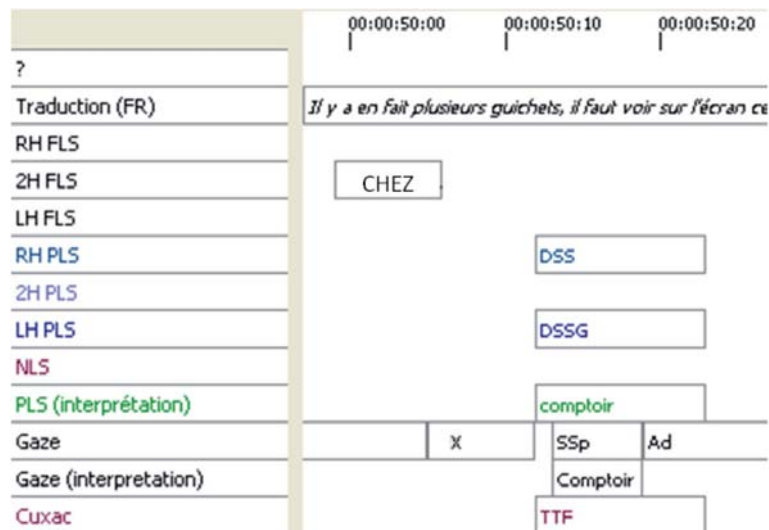 00:00:50:00 00:00:50:10 00:00:50:20
?
Traduction (FR) Il y a en fait plusieurs guichets, il faut voir sur l'écran ce
RH FLS
2H FLS CHEZ
LH FLS
RH PLS DSS
2H PLS
LH PLS DSSG
NLS
PLS (interprétation) comptoir
Gaze X SSp Ad
Gaze (interpretation) Comptoir
Cuxac TTF